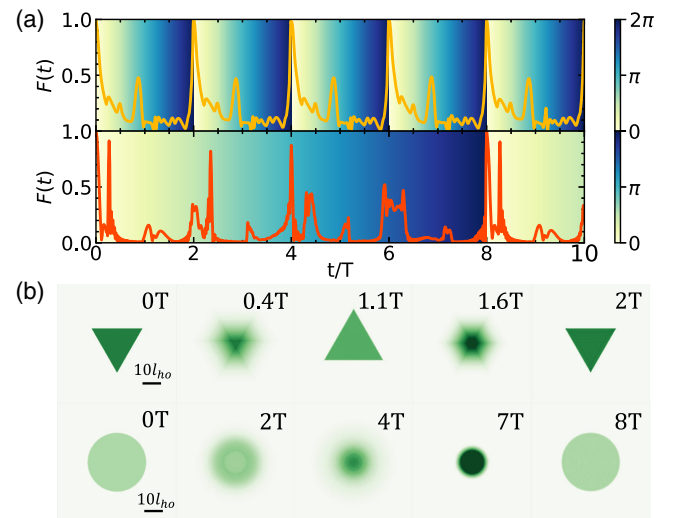 (a)
1.0
0.5
F(t)
2π
π
0
1.0
0.5
0.0
F(t)
2π
π
0
0 2 4 6 8 10
t/T
(b)
0T 0.4T 1.1T 1.6T 2T
10l_ho
0T 2T 4T 7T 8T
10l_ho